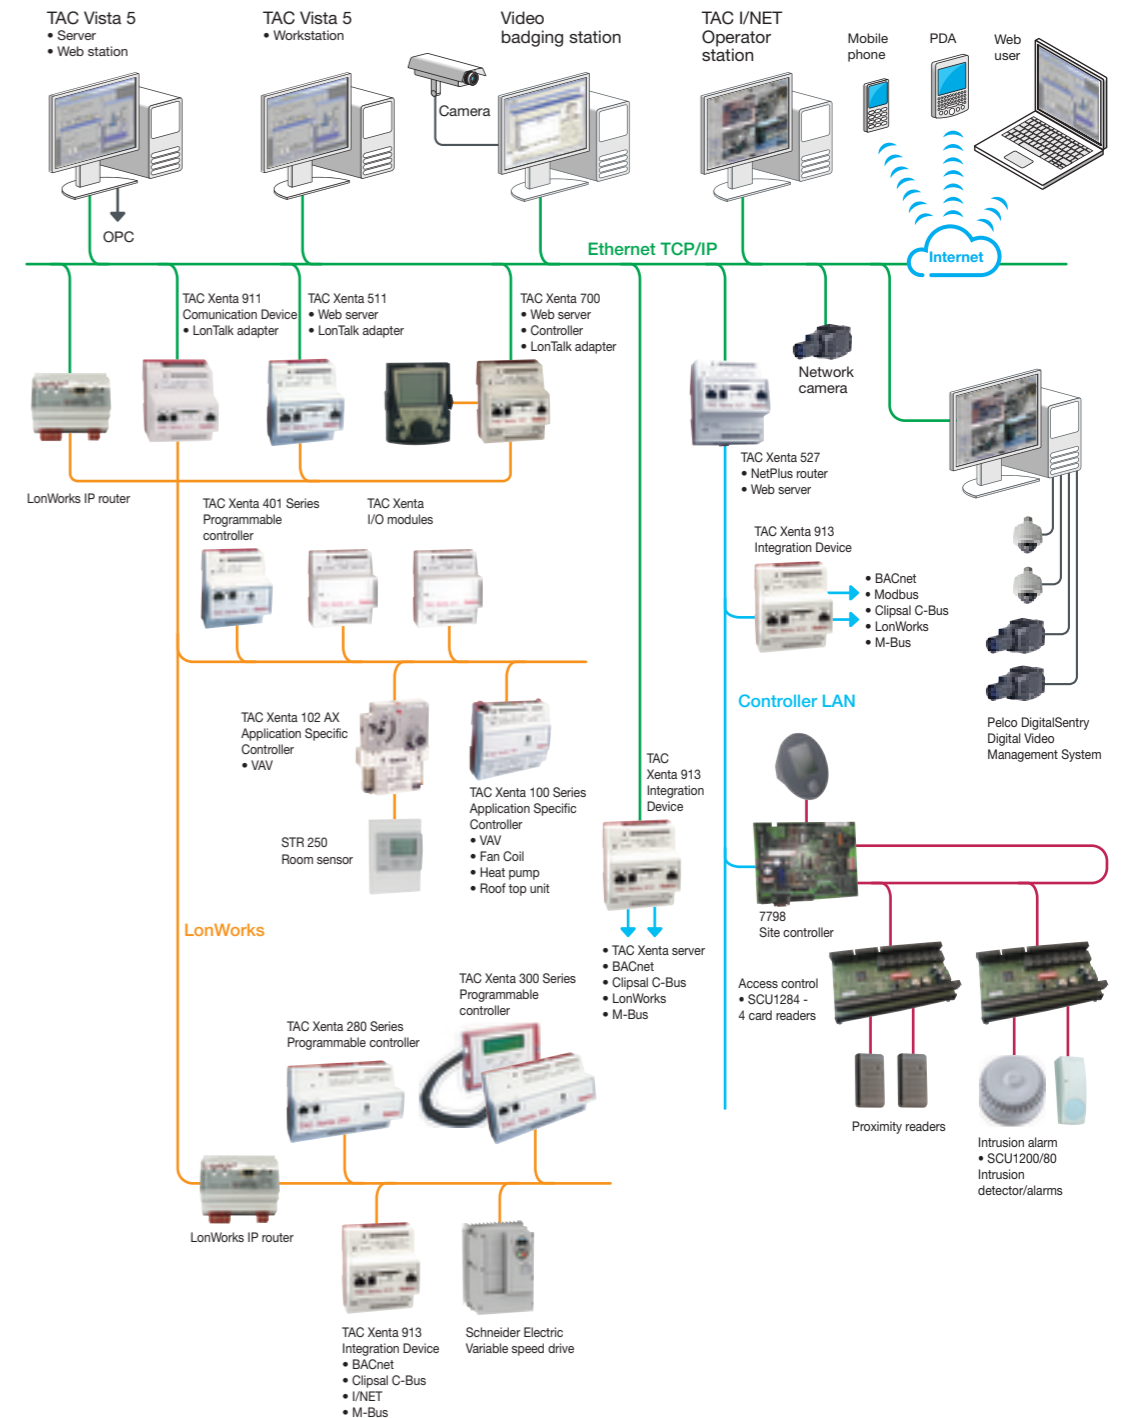 TAC Vista 5
• Server
• Web station
TAC Vista 5
• Workstation
Video
badging station
TAC I/NET
Operator
station
Mobile
phone
PDA
Web
user
Camera
OPC
Ethernet TCP/IP
Internet
TAC Xenta 911
Comunication Device
• LonTalk adapter
TAC Xenta 511
• Web server
• LonTalk adapter
TAC Xenta 700
• Web server
• Controller
• LonTalk adapter
Network
camera
LonWorks IP router
TAC Xenta 527
• NetPlus router
• Web server
TAC Xenta 401 Series
Programmable
controller
TAC Xenta
I/O modules
TAC Xenta 913
Integration Device
• BACnet
• Modbus
• Clipsal C-Bus
• LonWorks
• M-Bus
Controller LAN
Pelco DigitalSentry
Digital Video
Management System
TAC Xenta 102 AX
Application Specific
Controller
• VAV
TAC Xenta 100 Series
Application Specific
Controller
• VAV
• Fan Coil
• Heat pump
• Roof top unit
TAC
Xenta 913
Integration
Device
STR 250
Room sensor
7798
Site controller
LonWorks
• TAC Xenta server
• BACnet
• Clipsal C-Bus
• LonWorks
• M-Bus
Access control
• SCU1284 -
4 card readers
TAC Xenta 300 Series
Programmable
controller
TAC Xenta 280 Series
Programmable controller
Proximity readers
Intrusion alarm
• SCU1200/80
Intrusion
detector/alarms
LonWorks IP router
TAC Xenta 913
Integration Device
• BACnet
• Clipsal C-Bus
• I/NET
• M-Bus
Schneider Electric
Variable speed drive